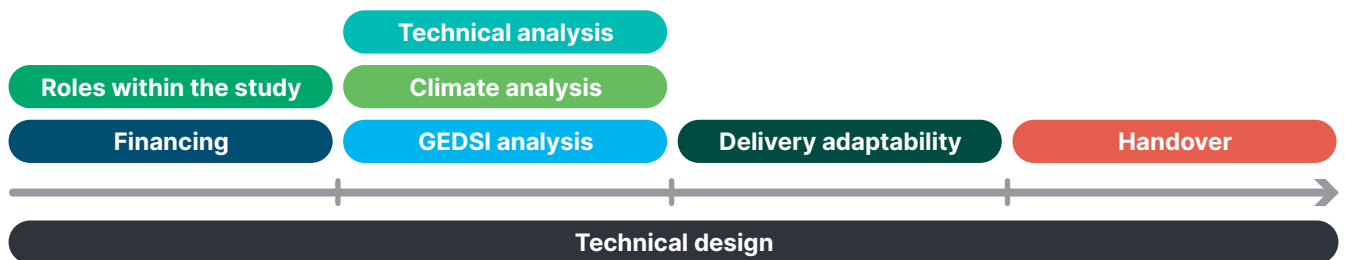 Technical analysis
Roles within the study
Climate analysis
Financing
GEDSI analysis
Delivery adaptability
Handover
Technical design